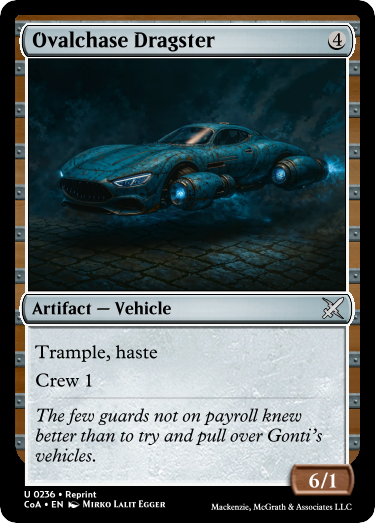 Ovalchase Dragster 4
Artifact — Vehicle
Trample, haste
Crew 1
The few guards not on payroll knew
better than to try and pull over Gonti's
vehicles.
6/1
U 0236 • Reprint
CoA • EN Mirko Lalit Egger
Mackenzie, McGrath & Associates LLC